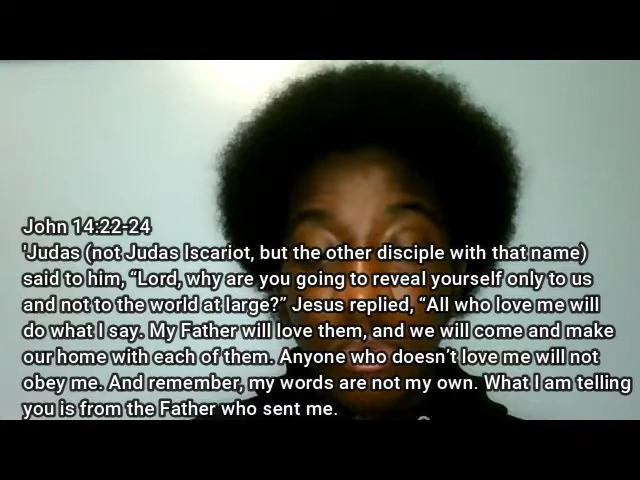 John 14:22-24
'Judas (not Judas Iscariot, but the other disciple with that name)
said to him, “Lord, why are you going to reveal yourself only to us
and not to the world at large?” Jesus replied, “All who love me will
do what I say. My Father will love them, and we will come and make
our home with each of them. Anyone who doesn’t love me will not
obey me. And remember, my words are not my own. What I am telling
you is from the Father who sent me.